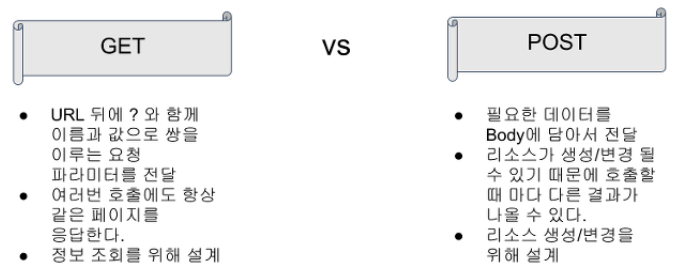 GET
VS
POST
● URL 뒤에 ? 와 함께
이름과 값으로 쌍을
이루는 요청
파라미터를 전달
● 여러번 호출에도 항상
같은 페이지를
응답한다.
● 정보 조회를 위해 설계
● 필요한 데이터를
Body에 담아서 전달
● 리소스가 생성/변경 될
수 있기 때문에 호출할
때 마다 다른 결과가
나올 수 있다.
● 리소스 생성/변경을
위해 설계